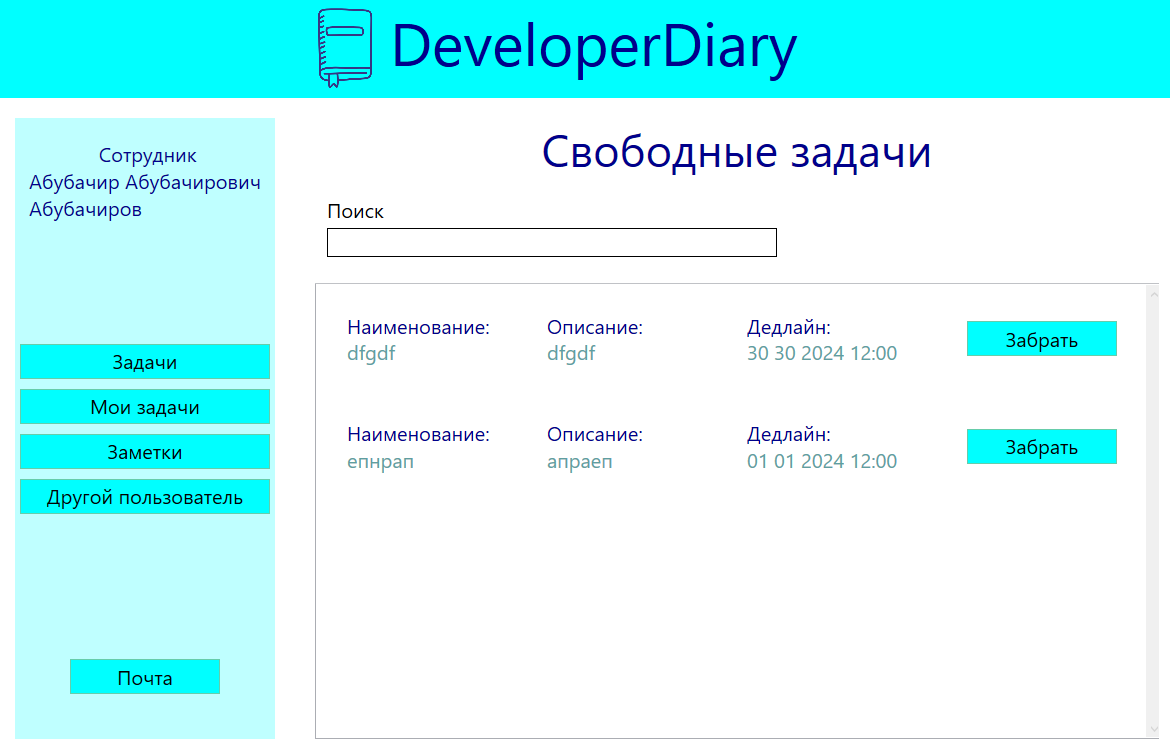 DeveloperDiary
Сотрудник
Абубачир Абубачирович
Абубачиров
Задачи
Мои задачи
Заметки
Другой пользователь
Почта
Свободные задачи
Поиск
Наименование: Описание: Дедлайн:
dfgdf dfgdf 30 30 2024 12:00
Забрать
Наименование: Описание: Дедлайн:
епнрап апраеп 01 01 2024 12:00
Забрать